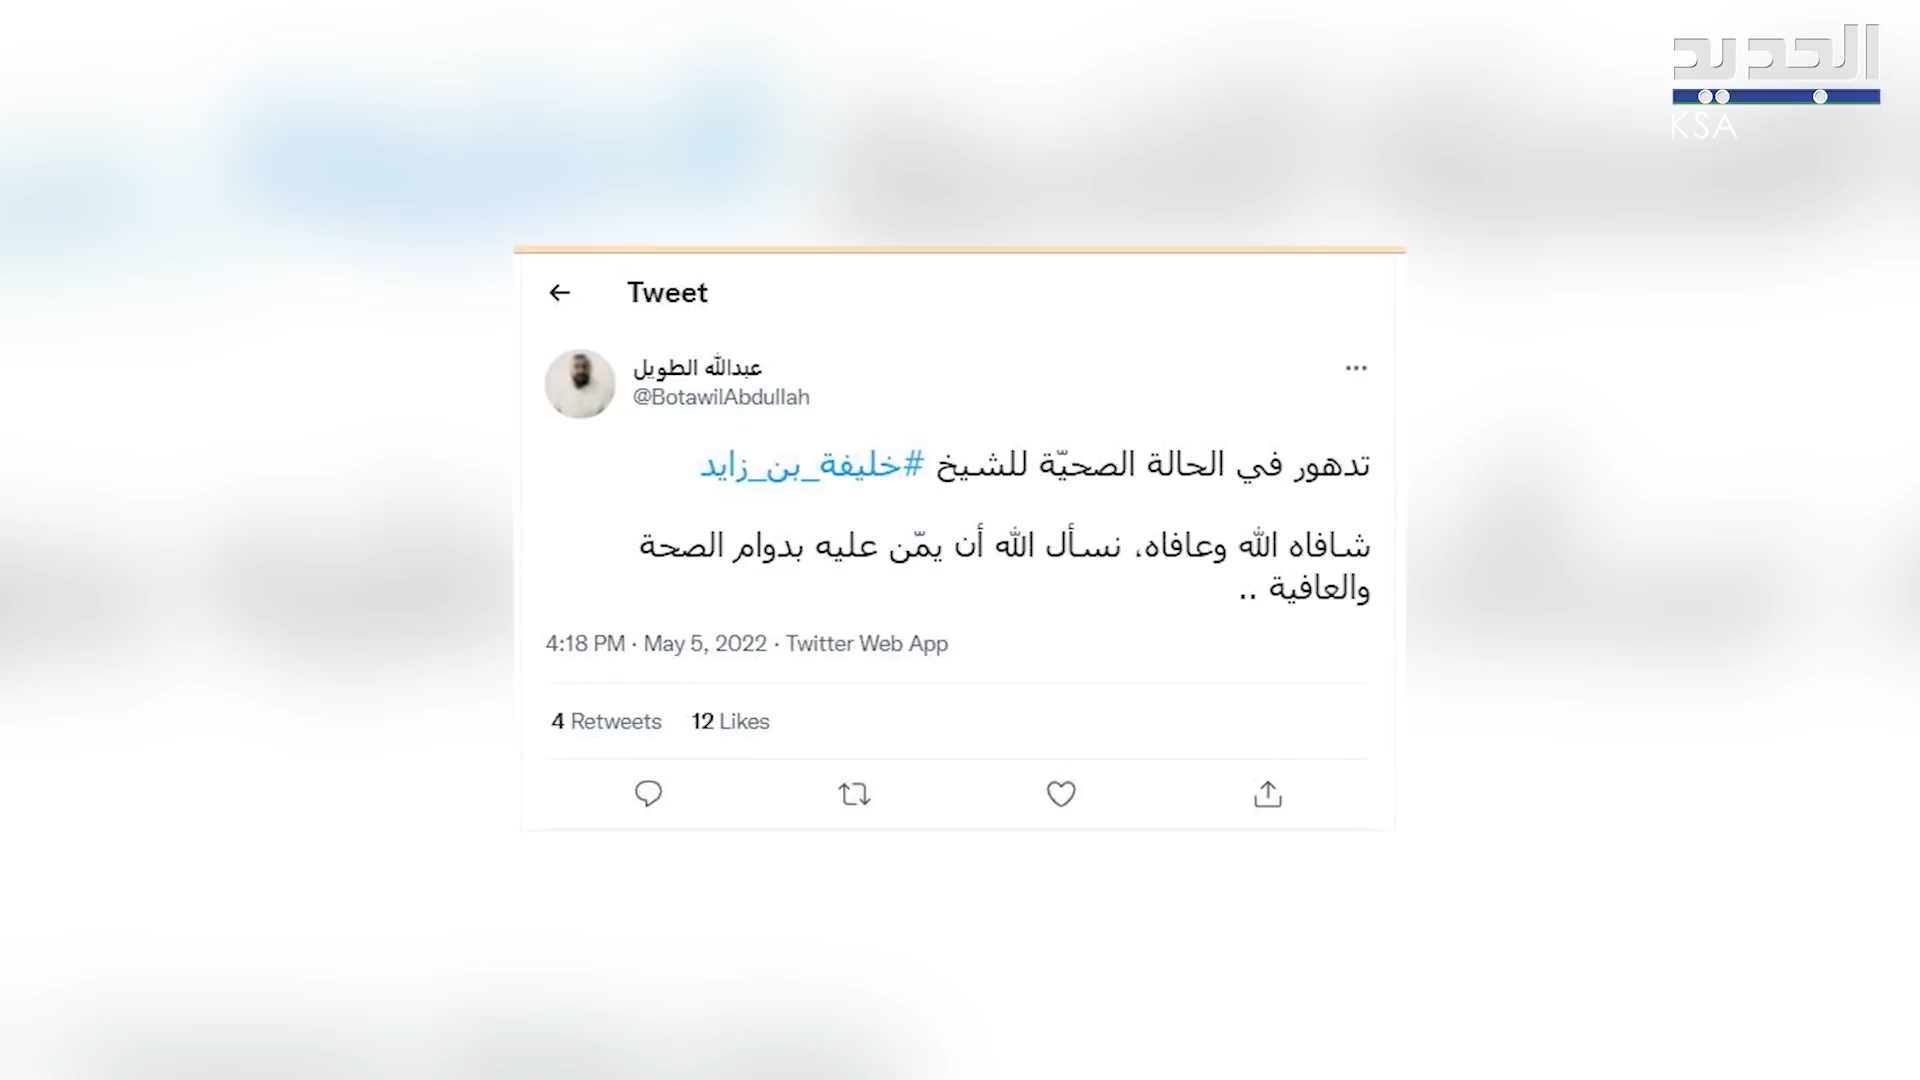 الجديد
KSA
Tweet
عبدالله الطويل
@BotawilAbdullah
تدهور في الحالة الصحيّة للشيخ #خليفة_بن_زايد
شافاه الله وعافاه، نسأل الله أن يمّن عليه بدوام الصحة
والعافية ..
4:18 PM · May 5, 2022 · Twitter Web App
4 Retweets 12 Likes